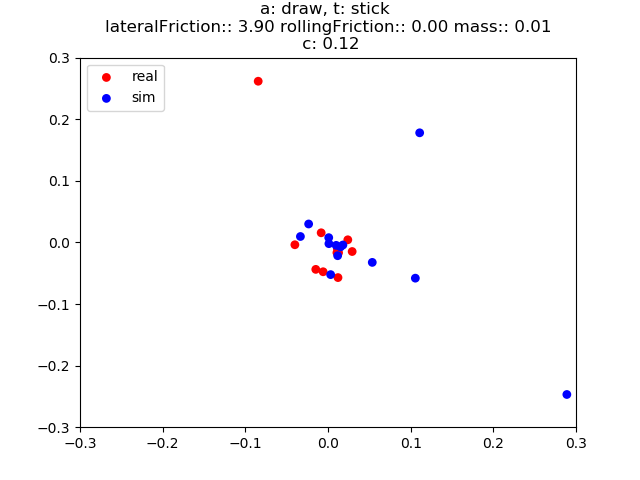 a: draw, t: stick
lateralFriction:: 3.90 rollingFriction:: 0.00 mass:: 0.01
c: 0.12
real
sim
0.3
0.2
0.1
0.0
−0.1
−0.2
−0.3
−0.3 −0.2 −0.1 0.0 0.1 0.2 0.3